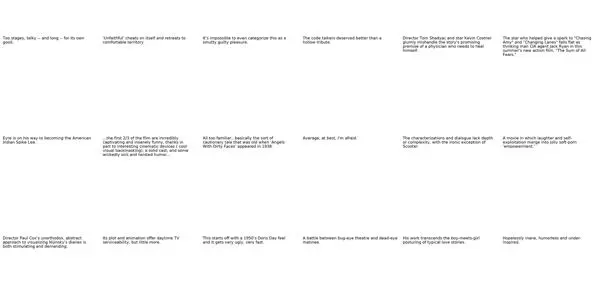 Too stagey, talky -- and long -- for its own
good.
'Unfaithful' cheats on itself and retreats to
comfortable territory.
It's impossible to even categorize this as a
smutty guilty pleasure.
The code talkers deserved better than a
hollow tribute.
Director Tom Shadyac and star Kevin Costner
glumly mishandle the story's promising
premise of a physician who needs to heal
himself.
The star who helped give a spark to "Chasing
Amy" and "Changing Lanes" falls flat as
thinking man CIA agent Jack Ryan in this
summer's new action film, "The Sum of All
Fears."
Eyre is on his way to becoming the American
Indian Spike Lee.
...the first 2/3 of the film are incredibly
captivating and insanely funny, thanks in
part to interesting cinematic devices (cool
visual backmasking), a solid cast, and some
wickedly sick and twisted humor...
All too familiar... basically the sort of
cautionary tale that was old when 'Angels
With Dirty Faces' appeared in 1938.
Average, at best, I'm afraid.
The characterizations and dialogue lack depth
or complexity, with the ironic exception of
Scooter.
A movie in which laughter and self-
exploitation merge into jolly soft-porn
'empowerment.'
Director Paul Cox's unorthodox, abstract
approach to visualizing Nijinsky's diaries is
both stimulating and demanding.
Its plot and animation offer daytime TV
serviceability, but little more.
This starts off with a 1950's Doris Day feel
and it gets very ugly, very fast.
A battle between bug-eye theatre and dead-eye
matinee.
His work transcends the boy-meets-girl
posturing of typical love stories.
Hopelessly inane, humorless and under-
inspired.